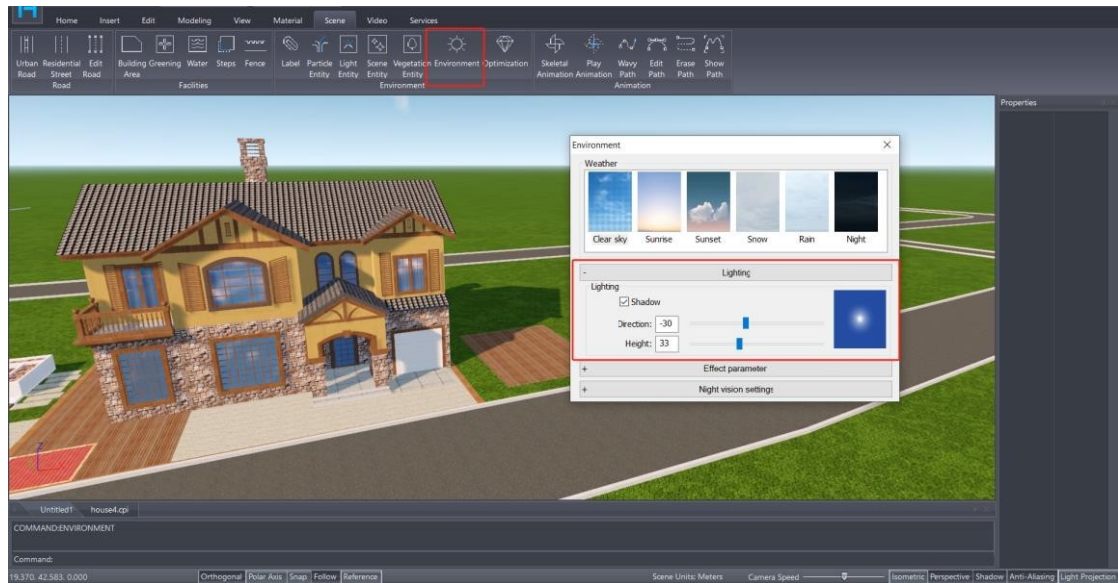 Home Insert Edit Modeling View Material Scene Video Services
Urban Road Residential Street Edit Road Building Area Greening Water Steps Fence Label Particle Entity Light Entity Scene Entity Vegetation Entity Environment Optimization Skeletal Animation Play Animation Wavy Path Edit Path Erase Path Show Path
Road Facilities Environment Animation
Properties
Environment
Weather
Clear sky Sunrise Sunset Snow Rain Night
- Lighting
Lighting
Shadow
Direction: -30
Height: 33
+ Effect parameter
+ Night vision settings
Z
Untitled1 house4.cpi
COMMAND:ENVIRONMENT
Command:
19.370. 42.583. 0.000 Orthogonal Polar Axis Snap Follow Reference Scene Units: Meters Camera Speed Isometric Perspective Shadow Anti-Aliasing Light Projection